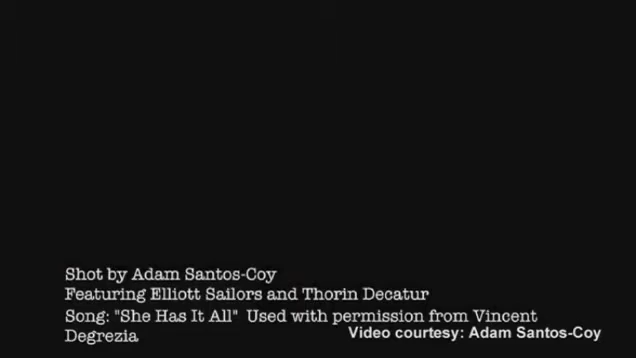 Shot by Adam Santos-Coy
Featuring Elliott Sailors and Thorin Decatur
Song: "She Has It All" Used with permission from Vincent
Degrezia
Video courtesy: Adam Santos-Coy